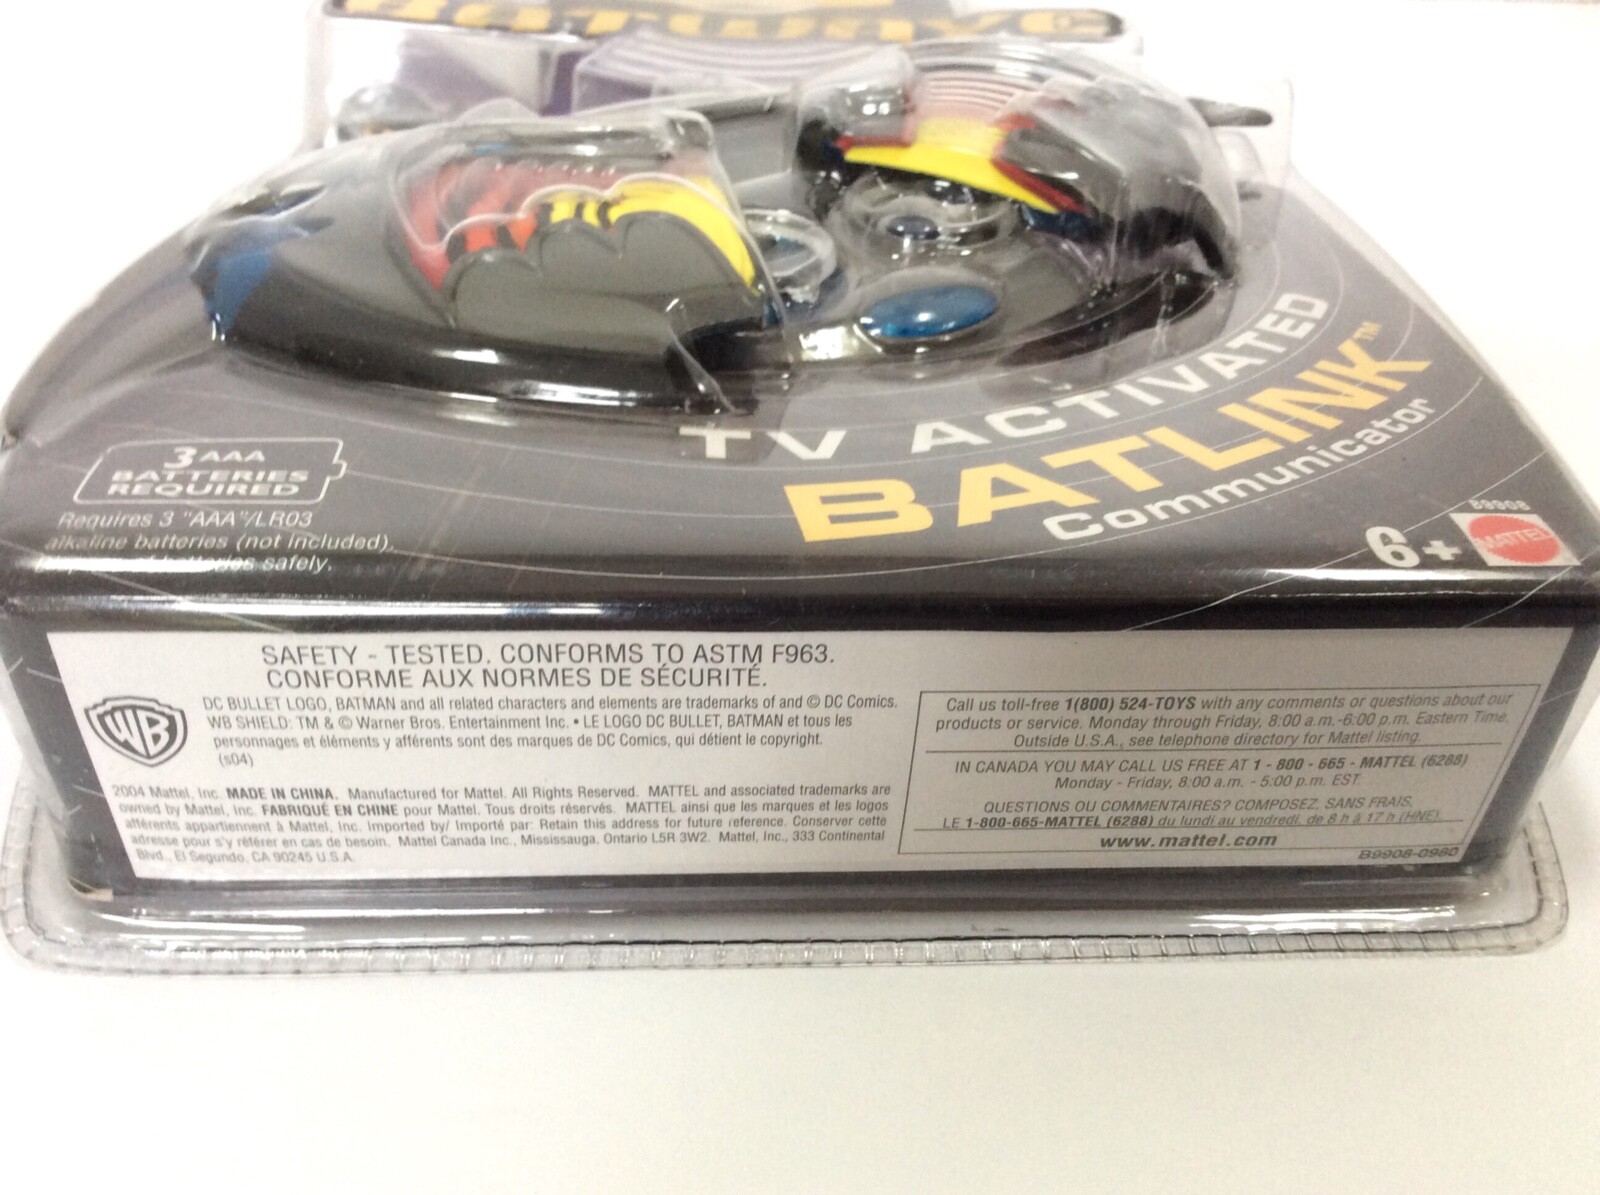 BATWAVE
TV ACTIVATED
BATLINK™
Communicator
3 AAA
BATTERIES
REQUIRED
Requires 3 "AAA"/LR03
alkaline batteries (not included).
batteries safely.
6+
MATTEL
SAFETY - TESTED. CONFORMS TO ASTM F963.
CONFORME AUX NORMES DE SÉCURITÉ.
WB
DC BULLET LOGO, BATMAN and all related characters and elements are trademarks of and © DC Comics.
WB SHIELD: TM & © Warner Bros. Entertainment Inc. • LE LOGO DC BULLET, BATMAN et tous les
personnages et éléments y afférents sont des marques de DC Comics, qui détient le copyright.
(s04)
2004 Mattel, Inc. MADE IN CHINA. Manufactured for Mattel. All Rights Reserved. MATTEL and associated trademarks are
owned by Mattel, Inc. FABRIQUÉ EN CHINE pour Mattel. Tous droits réservés. MATTEL ainsi que les marques et les logos
afférents appartiennent à Mattel, Inc. Imported by/ Importé par: Retain this address for future reference. Conserver cette
adresse pour s'y référer en cas de besoin. Mattel Canada Inc., Mississauga, Ontario L5R 3W2. Mattel, Inc., 333 Continental
Blvd., El Segundo, CA 90245 U.S.A.
Call us toll-free 1(800) 524-TOYS with any comments or questions about our
products or service. Monday through Friday, 8:00 a.m.-6:00 p.m. Eastern Time.
Outside U.S.A., see telephone directory for Mattel listing.
IN CANADA YOU MAY CALL US FREE AT 1 - 800 - 665 - MATTEL (6288)
Monday - Friday, 8:00 a.m. - 5:00 p.m. EST.
QUESTIONS OU COMMENTAIRES? COMPOSEZ, SANS FRAIS,
LE 1-800-665-MATTEL (6288) du lundi au vendredi, de 8 h à 17 h (HNE).
www.mattel.com
B9908-0980